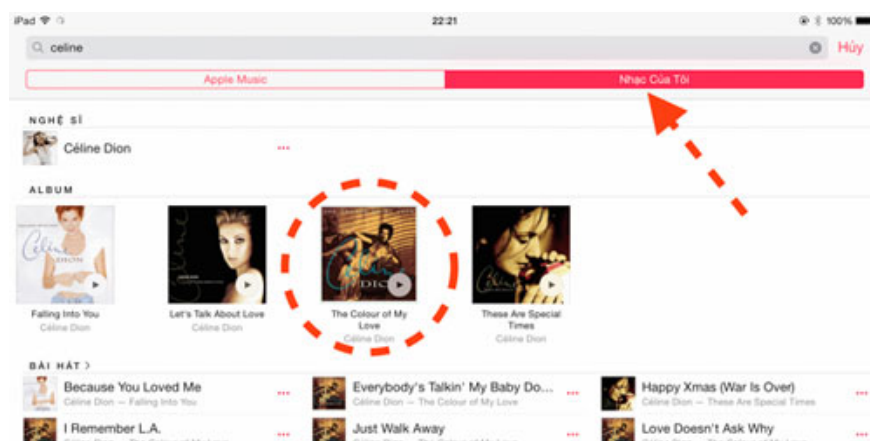 iPad 22:21 100%
celine Hủy
Apple Music Nhạc Của Tôi
NGHỆ SĨ
Céline Dion
ALBUM
Falling Into You
Céline Dion
Let's Talk About Love
Céline Dion
The Colour of My
Love
Céline Dion
These Are Special
Times
Céline Dion
BÀI HÁT >
Because You Loved Me
Céline Dion — Falling Into You
Everybody's Talkin' My Baby Do...
Céline Dion — The Colour of My Love
Happy Xmas (War Is Over)
Céline Dion — These Are Special Times
I Remember L.A.
Just Walk Away
Love Doesn't Ask Why